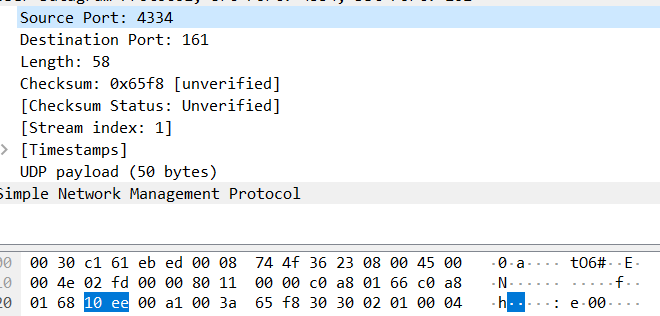 Source Port: 4334
Destination Port: 161
Length: 58
Checksum: 0x65f8 [unverified]
[Checksum Status: Unverified]
[Stream index: 1]
[Timestamps]
UDP payload (50 bytes)
Simple Network Management Protocol
00 30 c1 61 eb ed 00 08 74 4f 36 23 08 00 45 00 ·0·a···· tO6#··E·
10 00 4e 02 fd 00 00 80 11 00 00 c0 a8 01 66 c0 a8 ·N······ ·····f··
20 01 68 10 ee 00 a1 00 3a 65 f8 30 30 02 01 00 04 ·h·····: e·00····